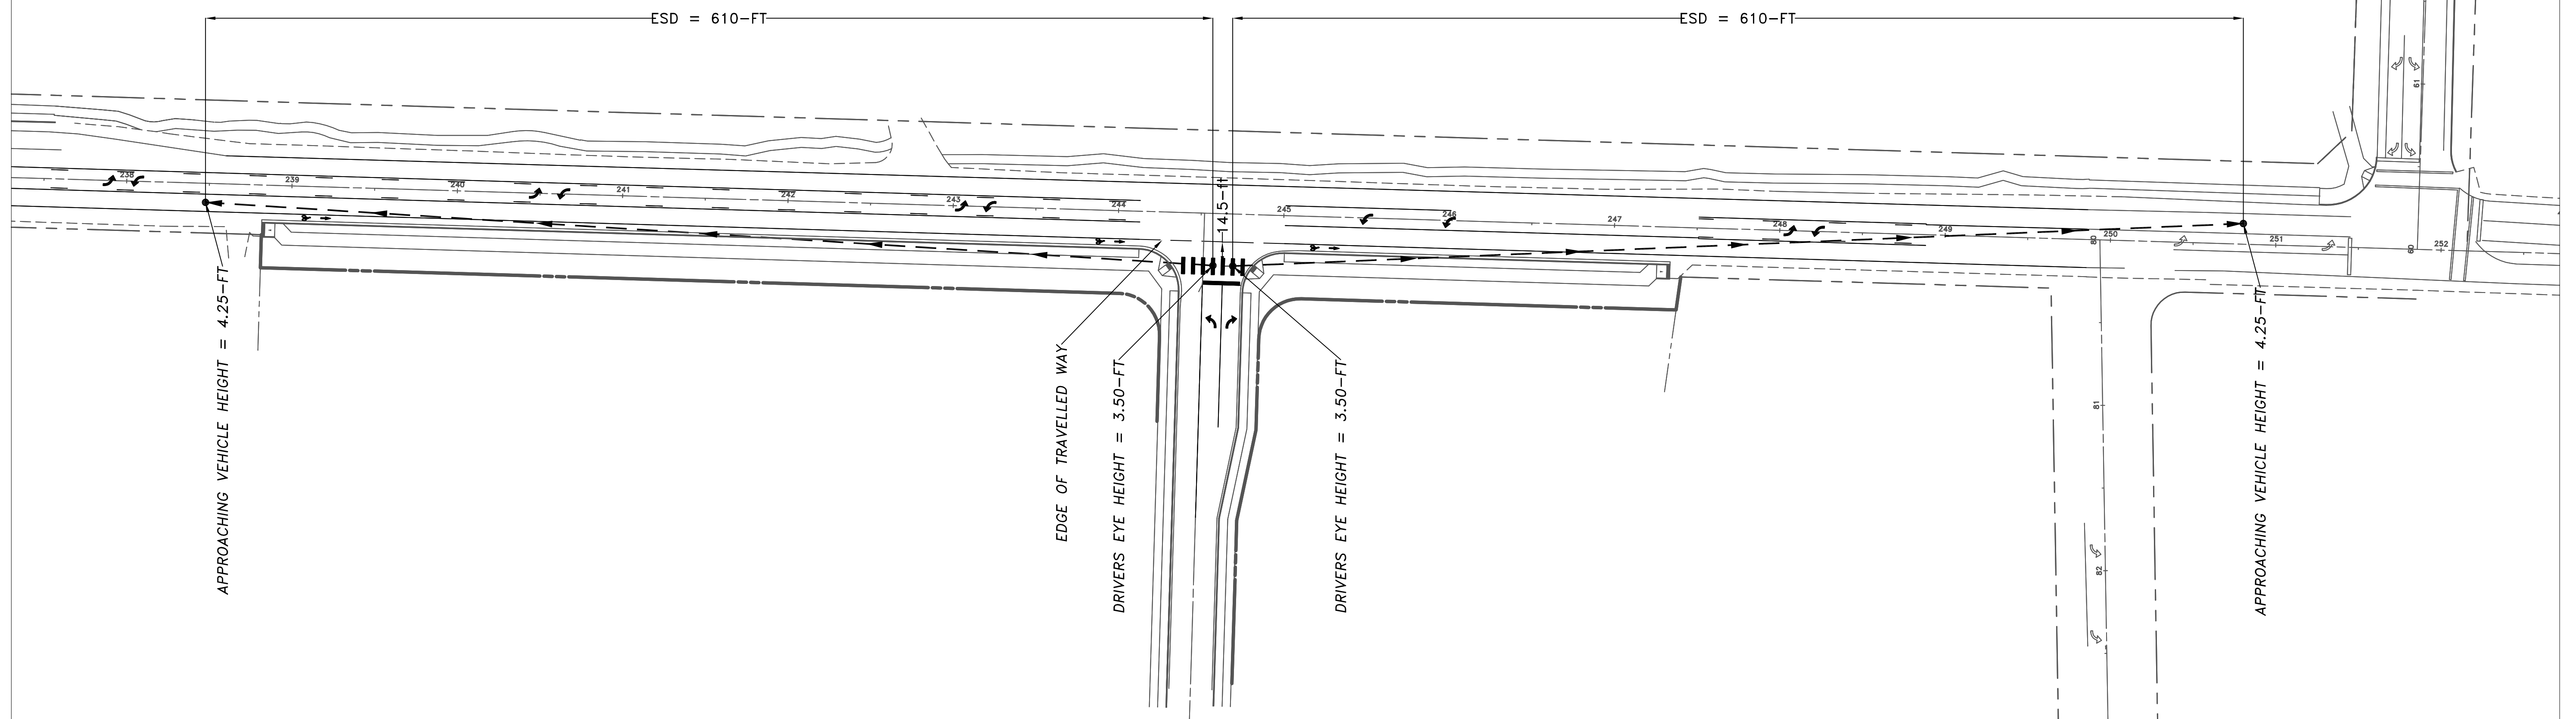 ESD = 610-FT
ESD = 610-FT
61
238
239
240
241
242
243
244
245
246
247
248
249
250
251
252
60
80
81
82
14.5-ft
APPROACHING VEHICLE HEIGHT = 4.25-FT
EDGE OF TRAVELLED WAY
DRIVERS EYE HEIGHT = 3.50-FT
DRIVERS EYE HEIGHT = 3.50-FT
APPROACHING VEHICLE HEIGHT = 4.25-FT